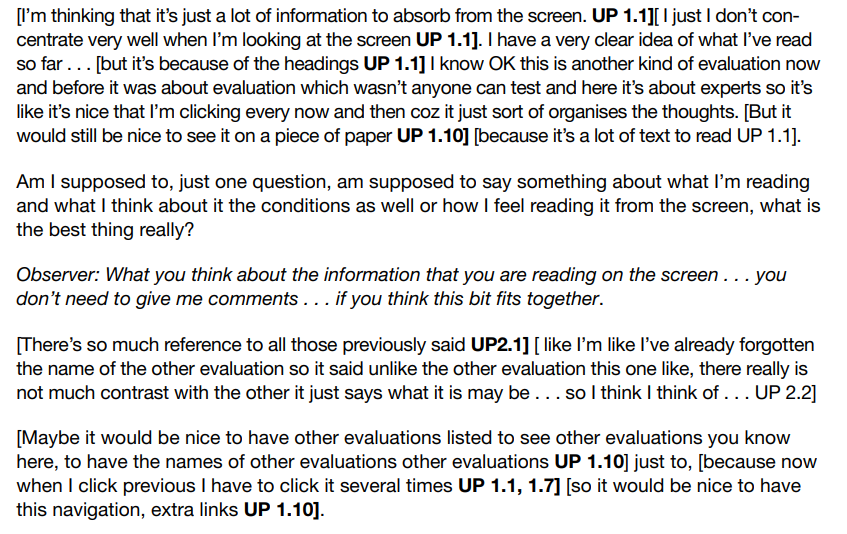 [I'm thinking that it's just a lot of information to absorb from the screen. UP 1.1][ I just I don't con-
centrate very well when I'm looking at the screen UP 1.1]. I have a very clear idea of what I've read
so far . . . [but it's because of the headings UP 1.1] I know OK this is another kind of evaluation now
and before it was about evaluation which wasn't anyone can test and here it's about experts so it's
like it's nice that I'm clicking every now and then coz it just sort of organises the thoughts. [But it
would still be nice to see it on a piece of paper UP 1.10] [because it's a lot of text to read UP 1.1].
Am I supposed to, just one question, am supposed to say something about what I'm reading
and what I think about it the conditions as well or how I feel reading it from the screen, what is
the best thing really?
Observer: What you think about the information that you are reading on the screen . . . you
don't need to give me comments . . . if you think this bit fits together.
[There's so much reference to all those previously said UP2.1] [ like I'm like I've already forgotten
the name of the other evaluation so it said unlike the other evaluation this one like, there really is
not much contrast with the other it just says what it is may be . . . so I think I think of . . . UP 2.2]
[Maybe it would be nice to have other evaluations listed to see other evaluations you know
here, to have the names of other evaluations other evaluations UP 1.10] just to, [because now
when I click previous I have to click it several times UP 1.1, 1.7] [so it would be nice to have
this navigation, extra links UP 1.10].